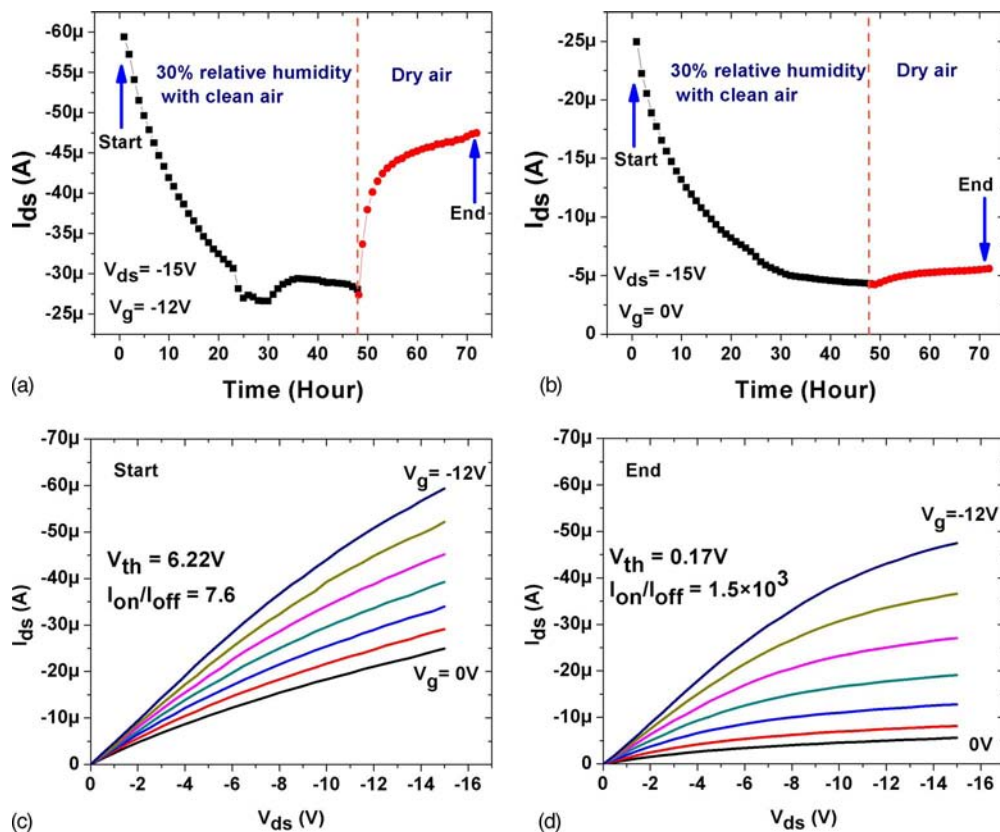 -60μ
-55μ
-50μ
-45μ
-40μ
-35μ
-30μ
-25μ
Ids (A)
30% relative humidity
with clean air
Dry air
Start
End
Vds= -15V
Vg= -12V
0 10 20 30 40 50 60 70
Time (Hour)
(a)
-25μ
-20μ
-15μ
-10μ
-5μ
0
Ids (A)
30% relative humidity
with clean air
Dry air
Start
End
Vds= -15V
Vg= 0V
0 10 20 30 40 50 60 70
Time (Hour)
(b)
-70μ
-60μ
-50μ
-40μ
-30μ
-20μ
-10μ
0
Ids (A)
Start
Vg= -12V
Vth = 6.22V
Ion/Ioff = 7.6
Vg= 0V
0 -2 -4 -6 -8 -10 -12 -14 -16
Vds (V)
(c)
-70μ
-60μ
-50μ
-40μ
-30μ
-20μ
-10μ
0
Ids (A)
End
Vg=-12V
Vth = 0.17V
Ion/Ioff = 1.5×10³
0V
0 -2 -4 -6 -8 -10 -12 -14 -16
Vds (V)
(d)